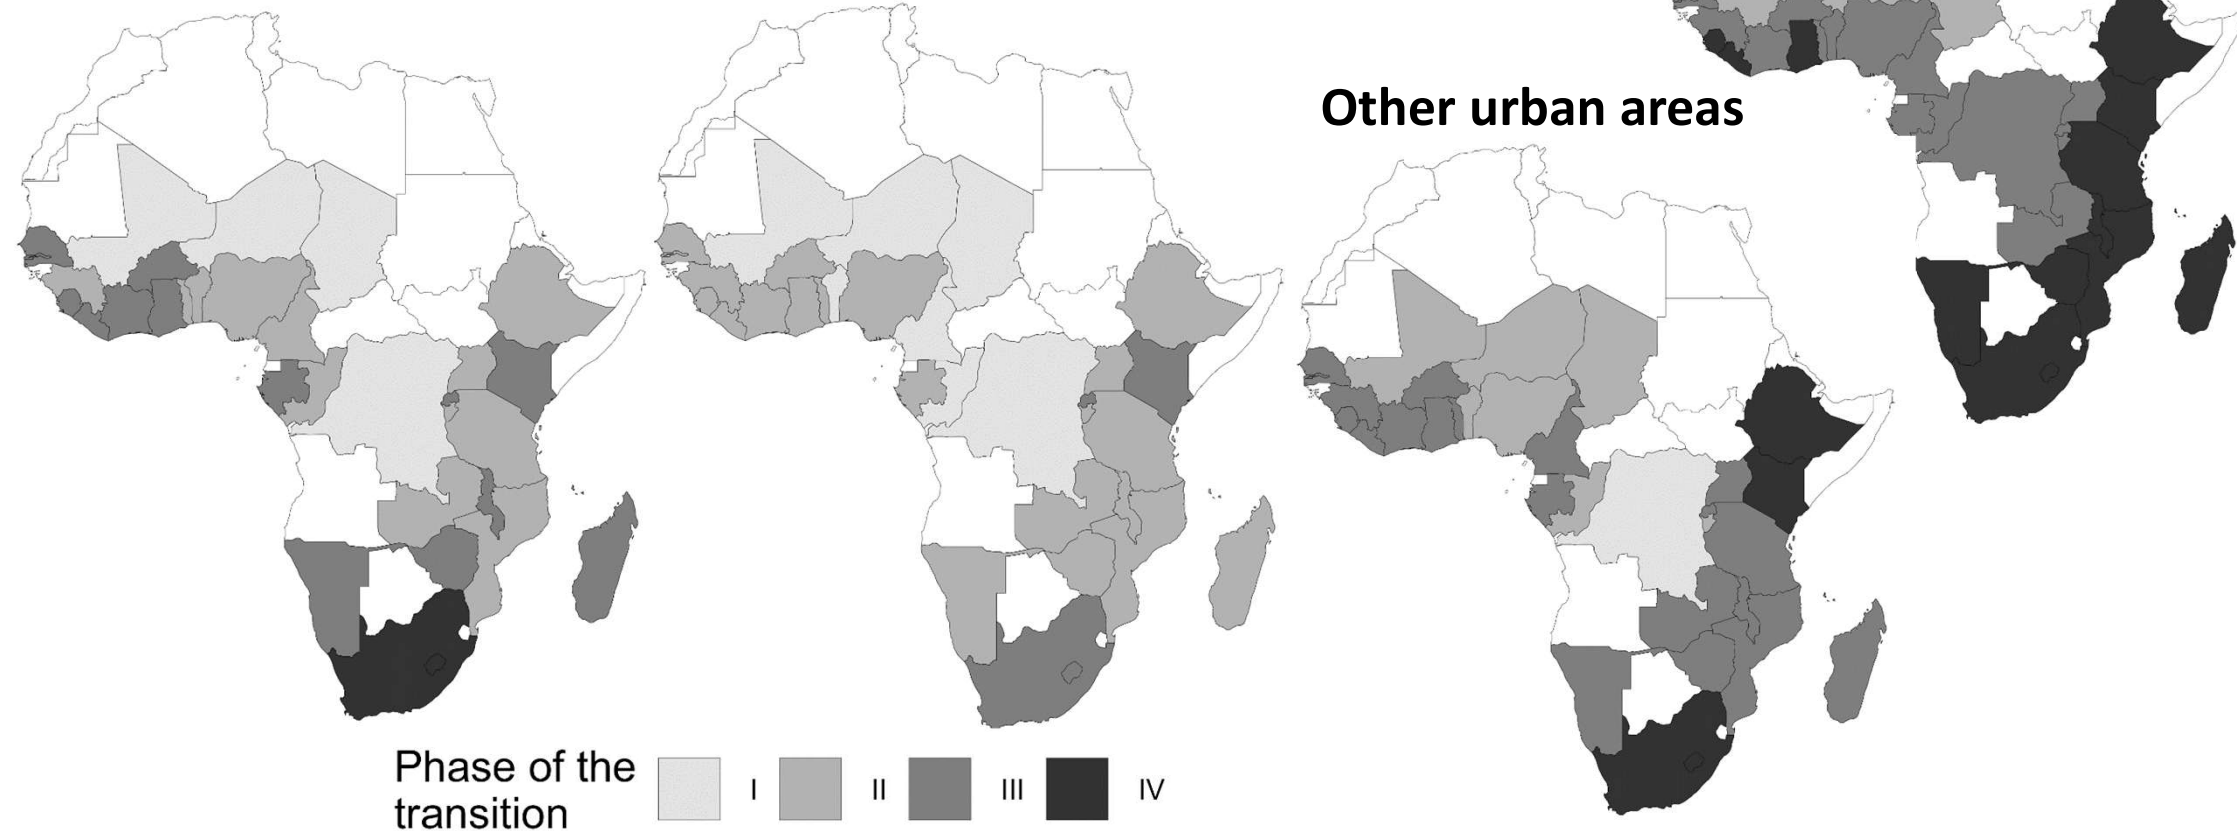 Other urban areas
Phase of the
transition
I
II
III
IV